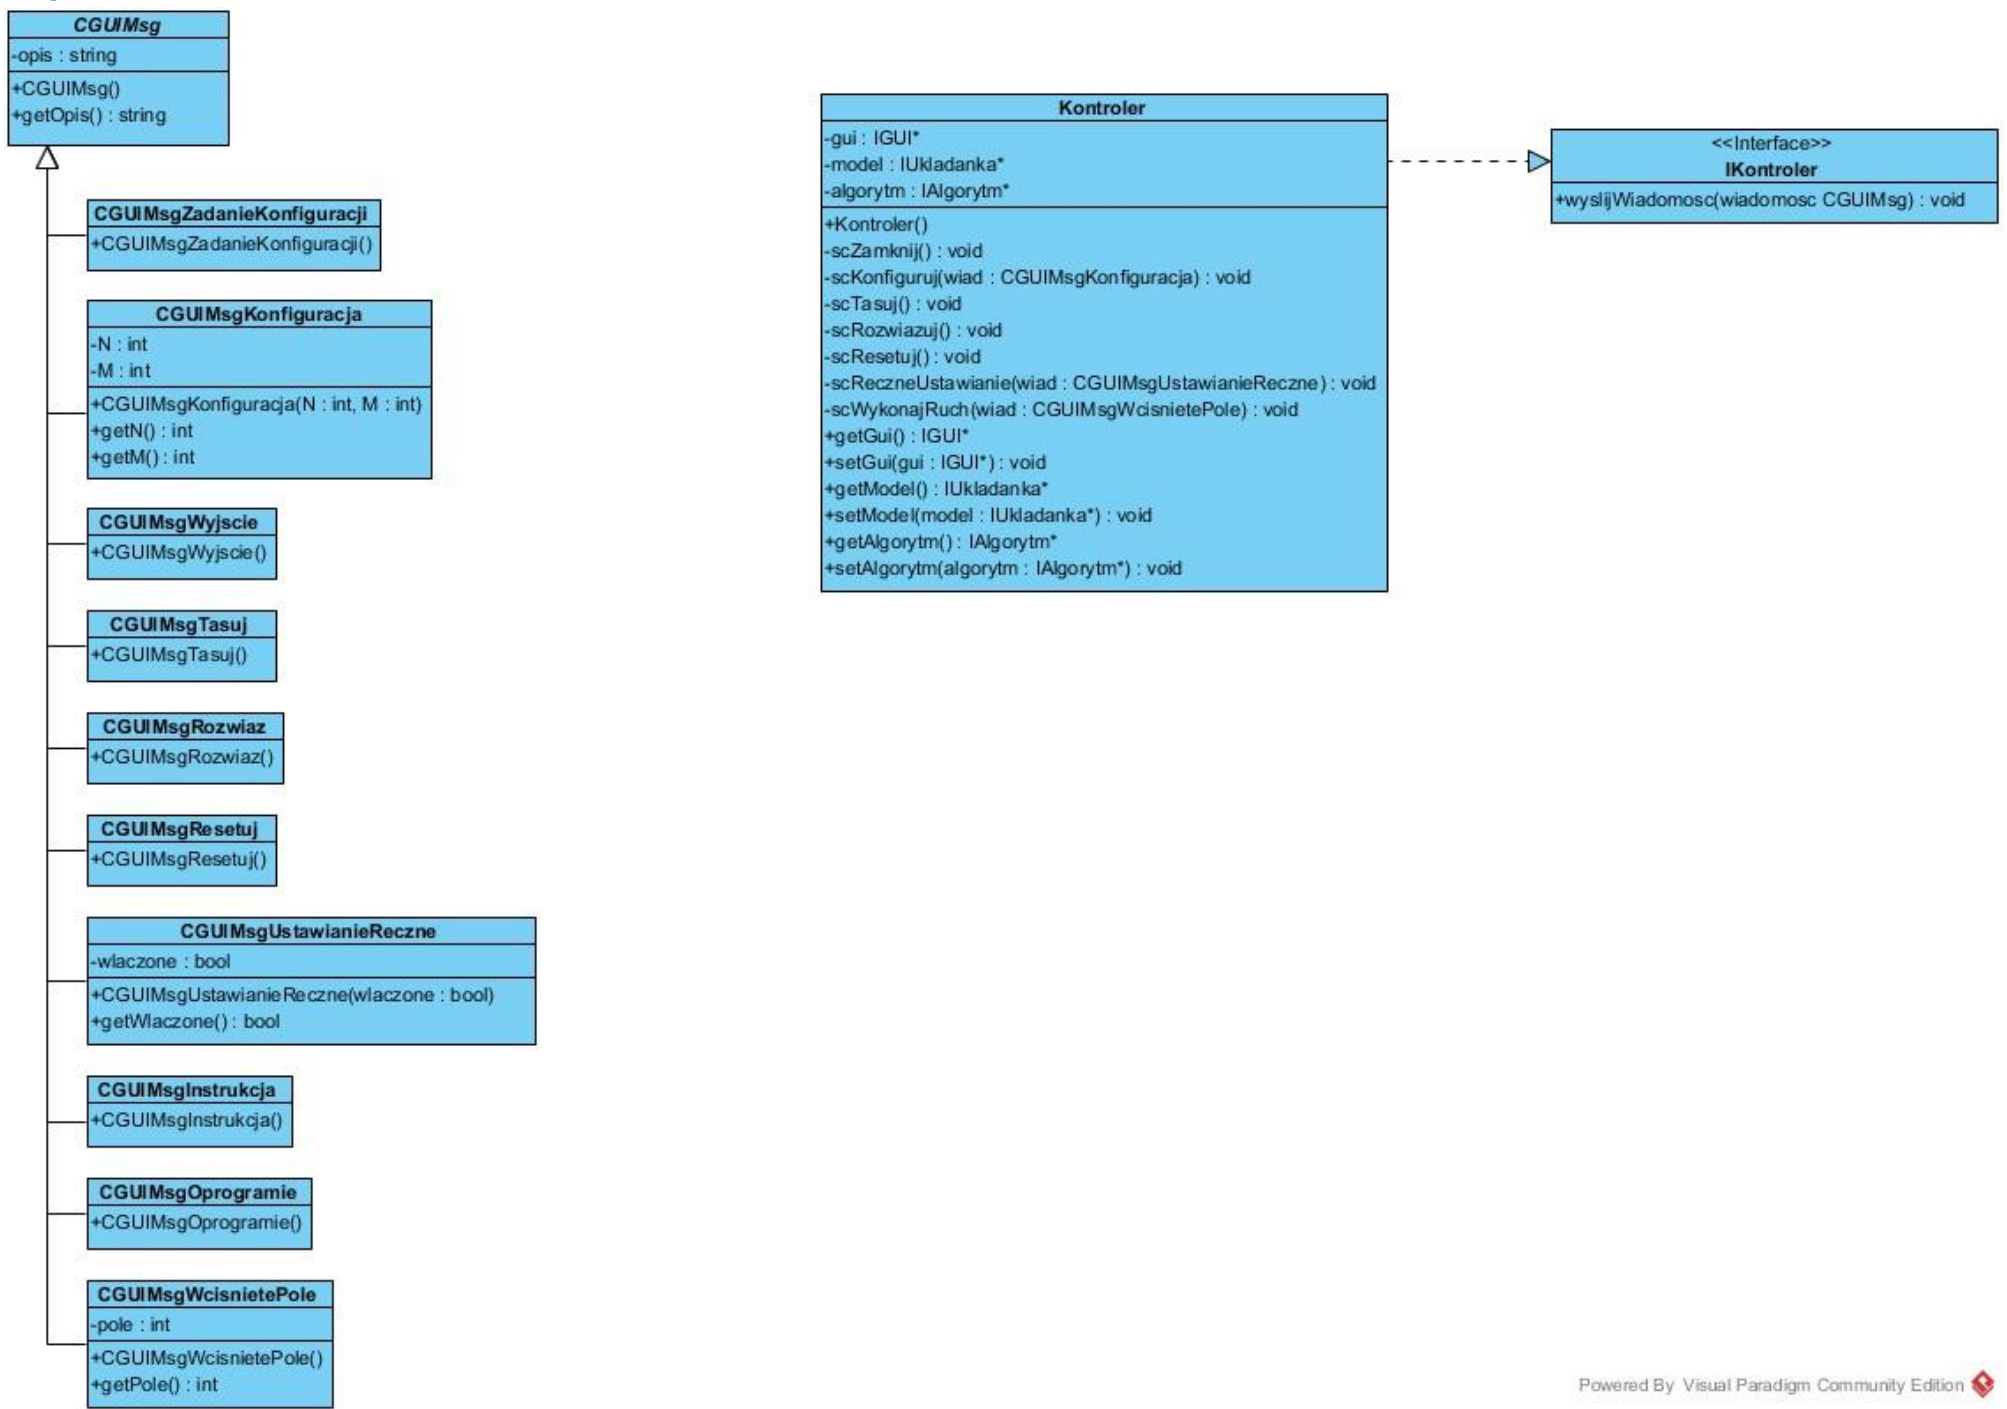 CGUIMsg
-opis : string
+CGUIMsg()
+getOpis() : string
CGUIMsgZadanieKonfiguracji
+CGUIMsgZadanieKonfiguracji()
CGUIMsgKonfiguracja
-N : int
-M : int
+CGUIMsgKonfiguracja(N : int, M : int)
+getN() : int
+getM() : int
CGUIMsgWyjscie
+CGUIMsgWyjscie()
CGUIMsgTasuj
+CGUIMsgTasuj()
CGUIMsgRozwiaz
+CGUIMsgRozwiaz()
CGUIMsgResetuj
+CGUIMsgResetuj()
CGUIMsgUstawianieReczne
-wlaczone : bool
+CGUIMsgUstawianieReczne(wlaczone : bool)
+getWlaczone() : bool
CGUIMsgInstrukcja
+CGUIMsgInstrukcja()
CGUIMsgOprogramie
+CGUIMsgOprogramie()
CGUIMsgWcisnietePole
-pole : int
+CGUIMsgWcisnietePole()
+getPole() : int
Kontroler
-gui : IGUI*
-model : IUkladanka*
-algorytm : IAlgorytm*
+Kontroler()
-scZamknij() : void
-scKonfiguruj(wiad : CGUIMsgKonfiguracja) : void
-scTasuj() : void
-scRozwiazuj() : void
-scResetuj() : void
-scReczneUstawianie(wiad : CGUIMsgUstawianieReczne) : void
-scWykonajRuch(wiad : CGUIMsgWcisnietePole) : void
+getGui() : IGUI*
+setGui(gui : IGUI*) : void
+getModel() : IUkladanka*
+setModel(model : IUkladanka*) : void
+getAlgorytm() : IAlgorytm*
+setAlgorytm(algorytm : IAlgorytm*) : void
<<Interface>>
IKontroler
+wyslijWiadomosc(wiadomosc CGUIMsg) : void
Powered By Visual Paradigm Community Edition